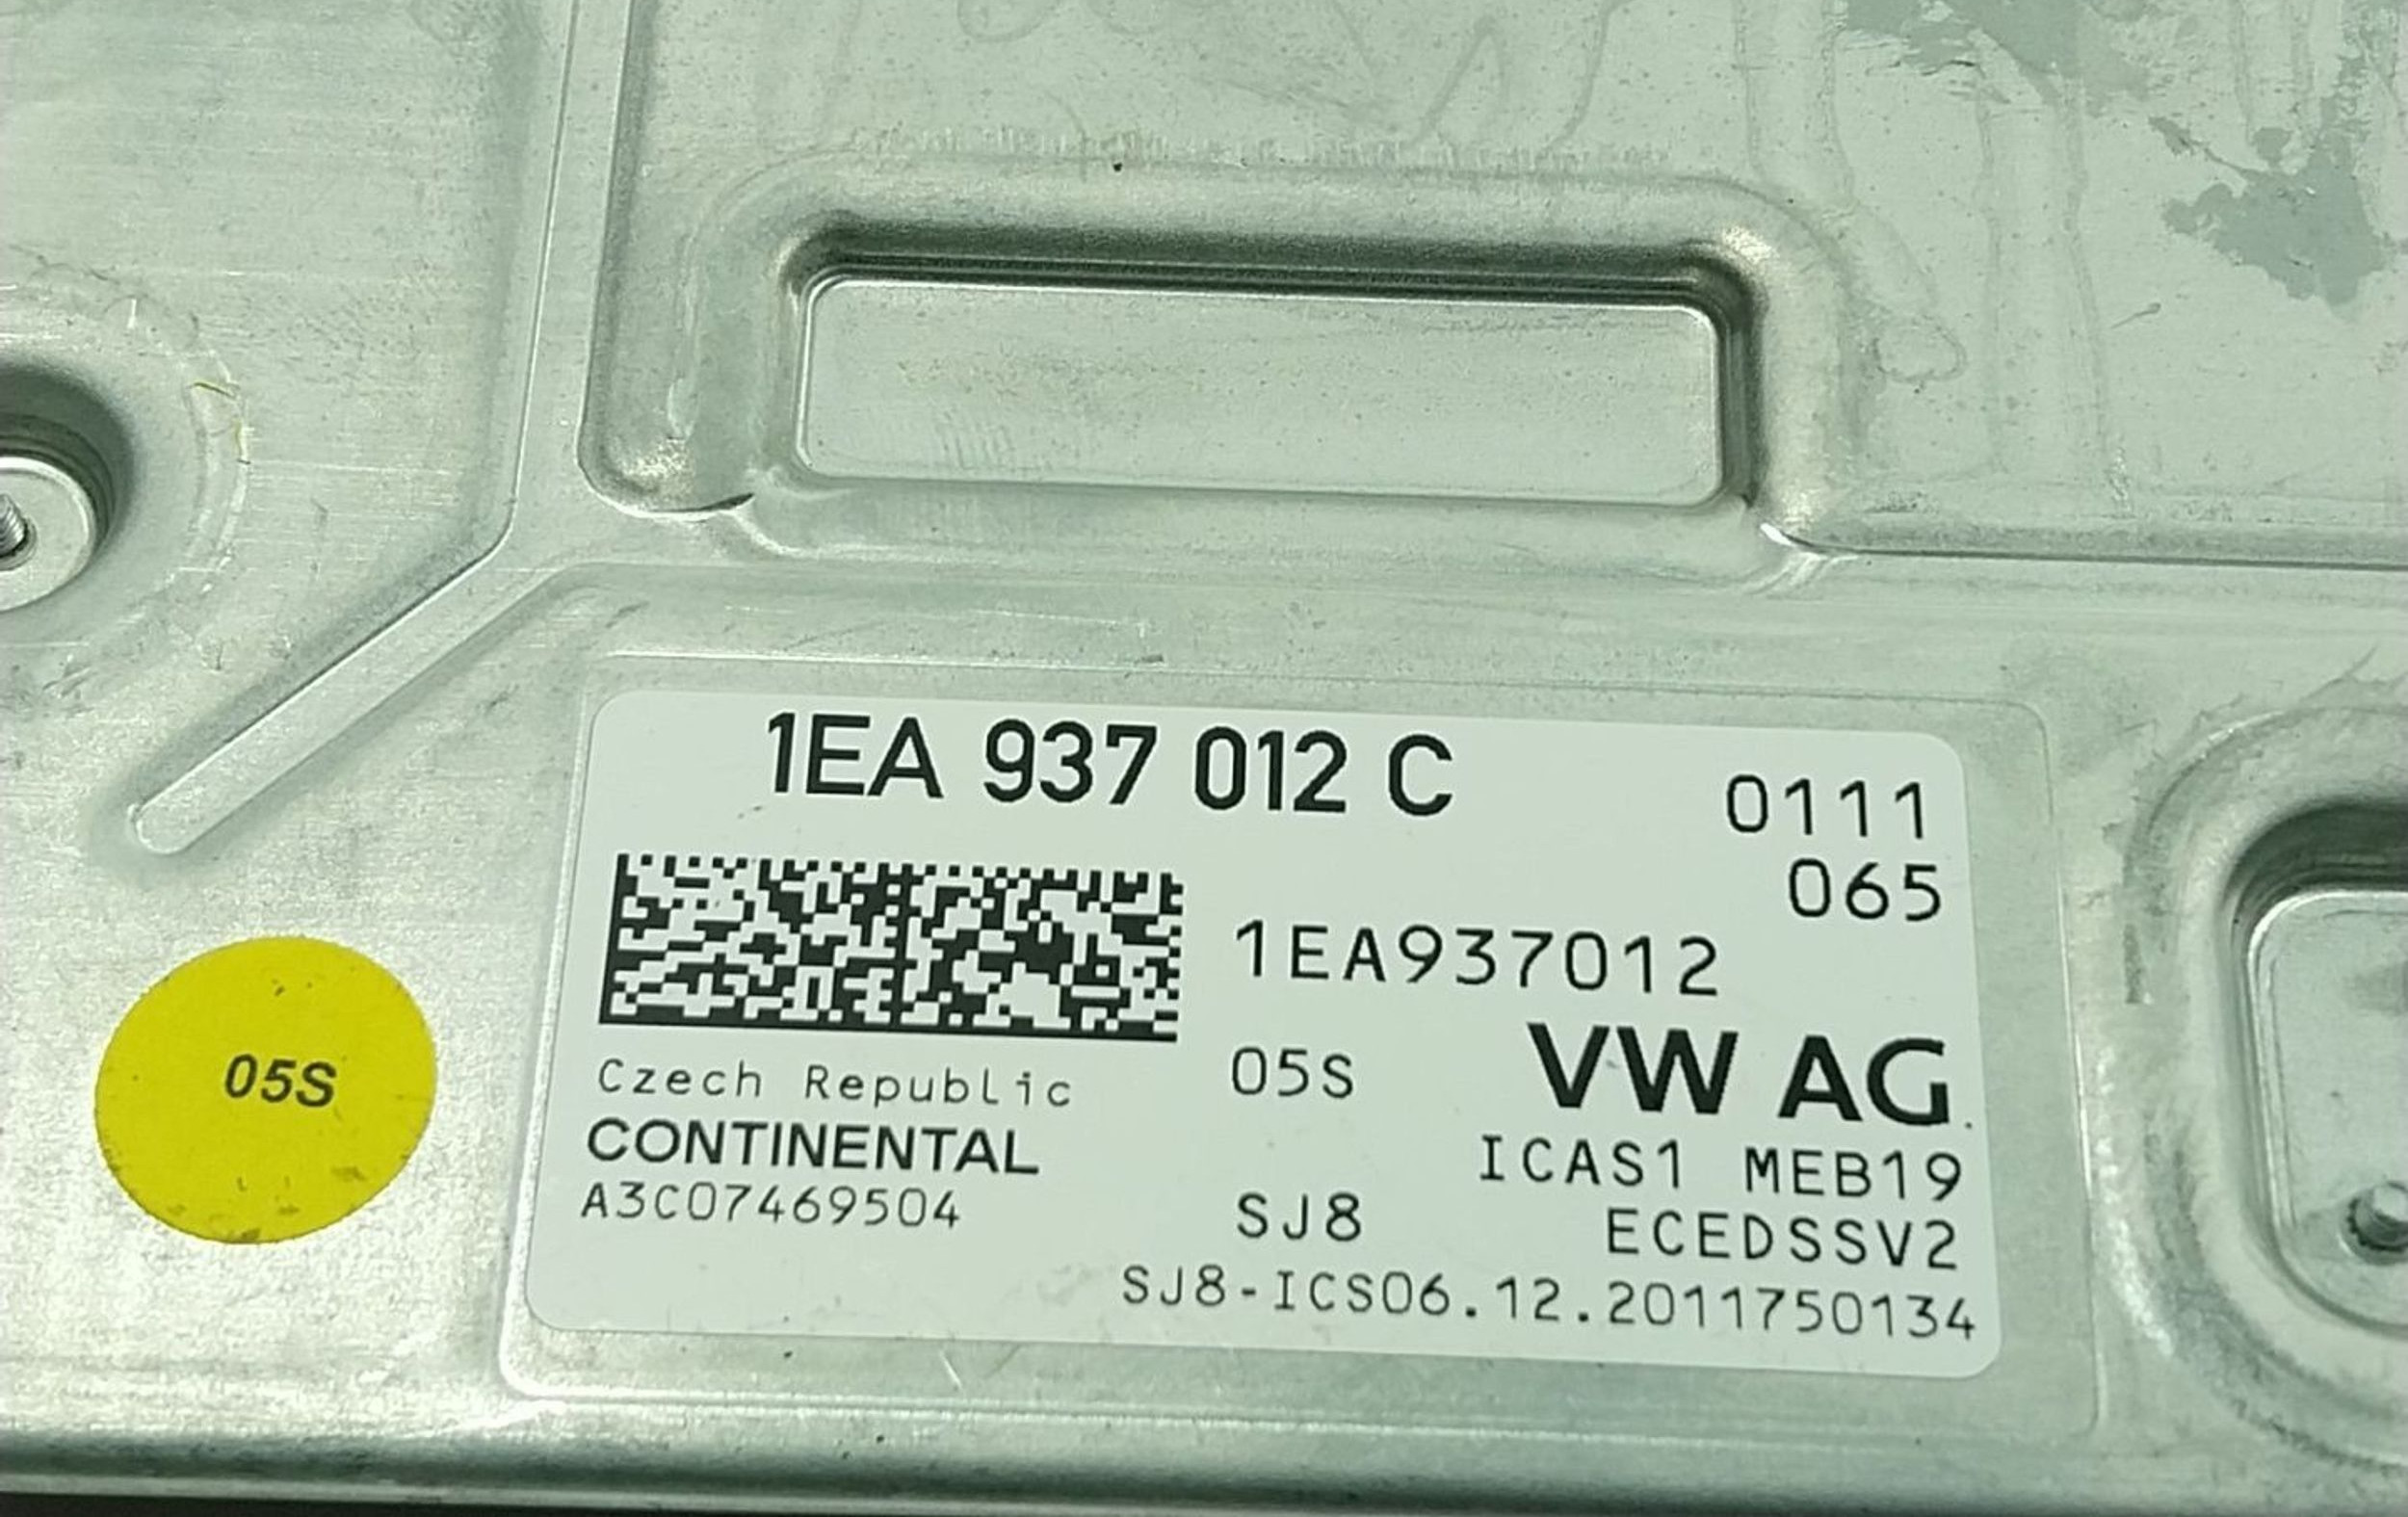 1EA 937 012 C
0111
065
1EA937012
05S
VW AG
Czech Republic
CONTINENTAL
A3C07469504
ICAS1 MEB19
SJ8
ECEDSSV2
SJ8-ICS06.12.2011750134
05S